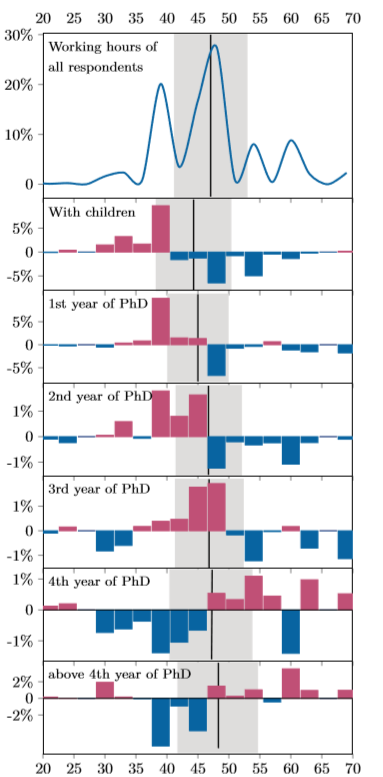 20 25 30 35 40 45 50 55 60 65 70
30%
Working hours of
all respondents
20%
10%
0
With children
5%
0
-5%
1st year of PhD
5%
0
-5%
2nd year of PhD
1%
0
-1%
3rd year of PhD
1%
0
-1%
4th year of PhD
1%
0
-1%
above 4th year of PhD
2%
0
-2%
20 25 30 35 40 45 50 55 60 65 70